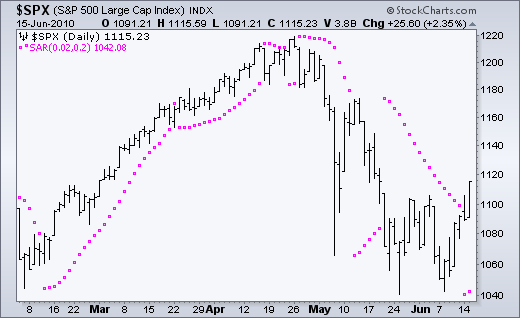 $SPX (S&P 500 Large Cap Index) INDX © StockCharts.com
15-Jun-2010 O 1091.21 H 1115.59 L 1091.21 C 1115.23 V 3.8B Chg +25.60 (+2.35%)
$SPX (Daily) 1115.23
SAR(0.02,0.2) 1042.08
1220
1200
1180
1160
1140
1120
1100
1080
1060
1040
8 16 22 Mar 8 15 22 Apr 12 19 26 May 10 17 24 Jun 7 14